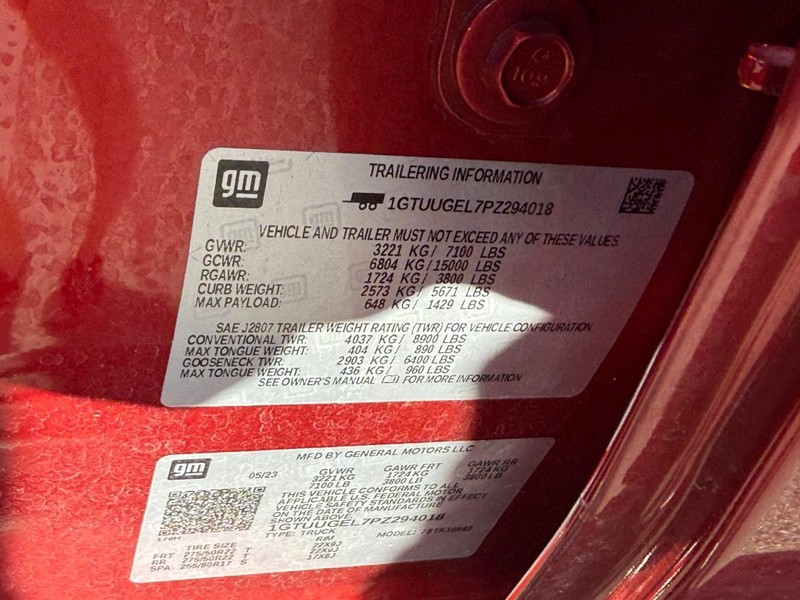 601
gm
TRAILERING INFORMATION
1GTUUGEL7PZ294018
VEHICLE AND TRAILER MUST NOT EXCEED ANY OF THESE VALUES.
GVWR: 3221 KG/ 7100 LBS
GCWR: 6804 KG/15000 LBS
RGAWR: 1724 KG/ 3800 LBS
CURB WEIGHT: 2573 KG/ 5671 LBS
MAX PAYLOAD: 648 KG/ 1429 LBS
SAE J2807 TRAILER WEIGHT RATING (TWR) FOR VEHICLE CONFIGURATION
CONVENTIONAL TWR: 4037 KG/ 8900 LBS
MAX TONGUE WEIGHT: 404 KG/ 890 LBS
GOOSENECK TWR: 2903 KG/ 6400 LBS
MAX TONGUE WEIGHT: 436 KG/ 960 LBS
SEE OWNER'S MANUAL FOR MORE INFORMATION
gm
MFD BY GENERAL MOTORS LLC
05/23 GVWR GAWR FRT GAWR RR
3221 KG 1724 KG 1724 KG
7100 LB 3800 LB 3800 LB
THIS VEHICLE CONFORMS TO ALL
APPLICABLE U.S. FEDERAL MOTOR
VEHICLE SAFETY STANDARDS IN EFFECT
ON THE DATE OF MANUFACTURE
SHOWN ABOVE.
1GTUUGEL7PZ294018
TYPE: TRUCK MODEL:
TIRE SIZE RIM
FRT 275/50R22 T 22X9J
RR 275/50R22 T 22X9J
SPA 255/80R17 S 17X8J